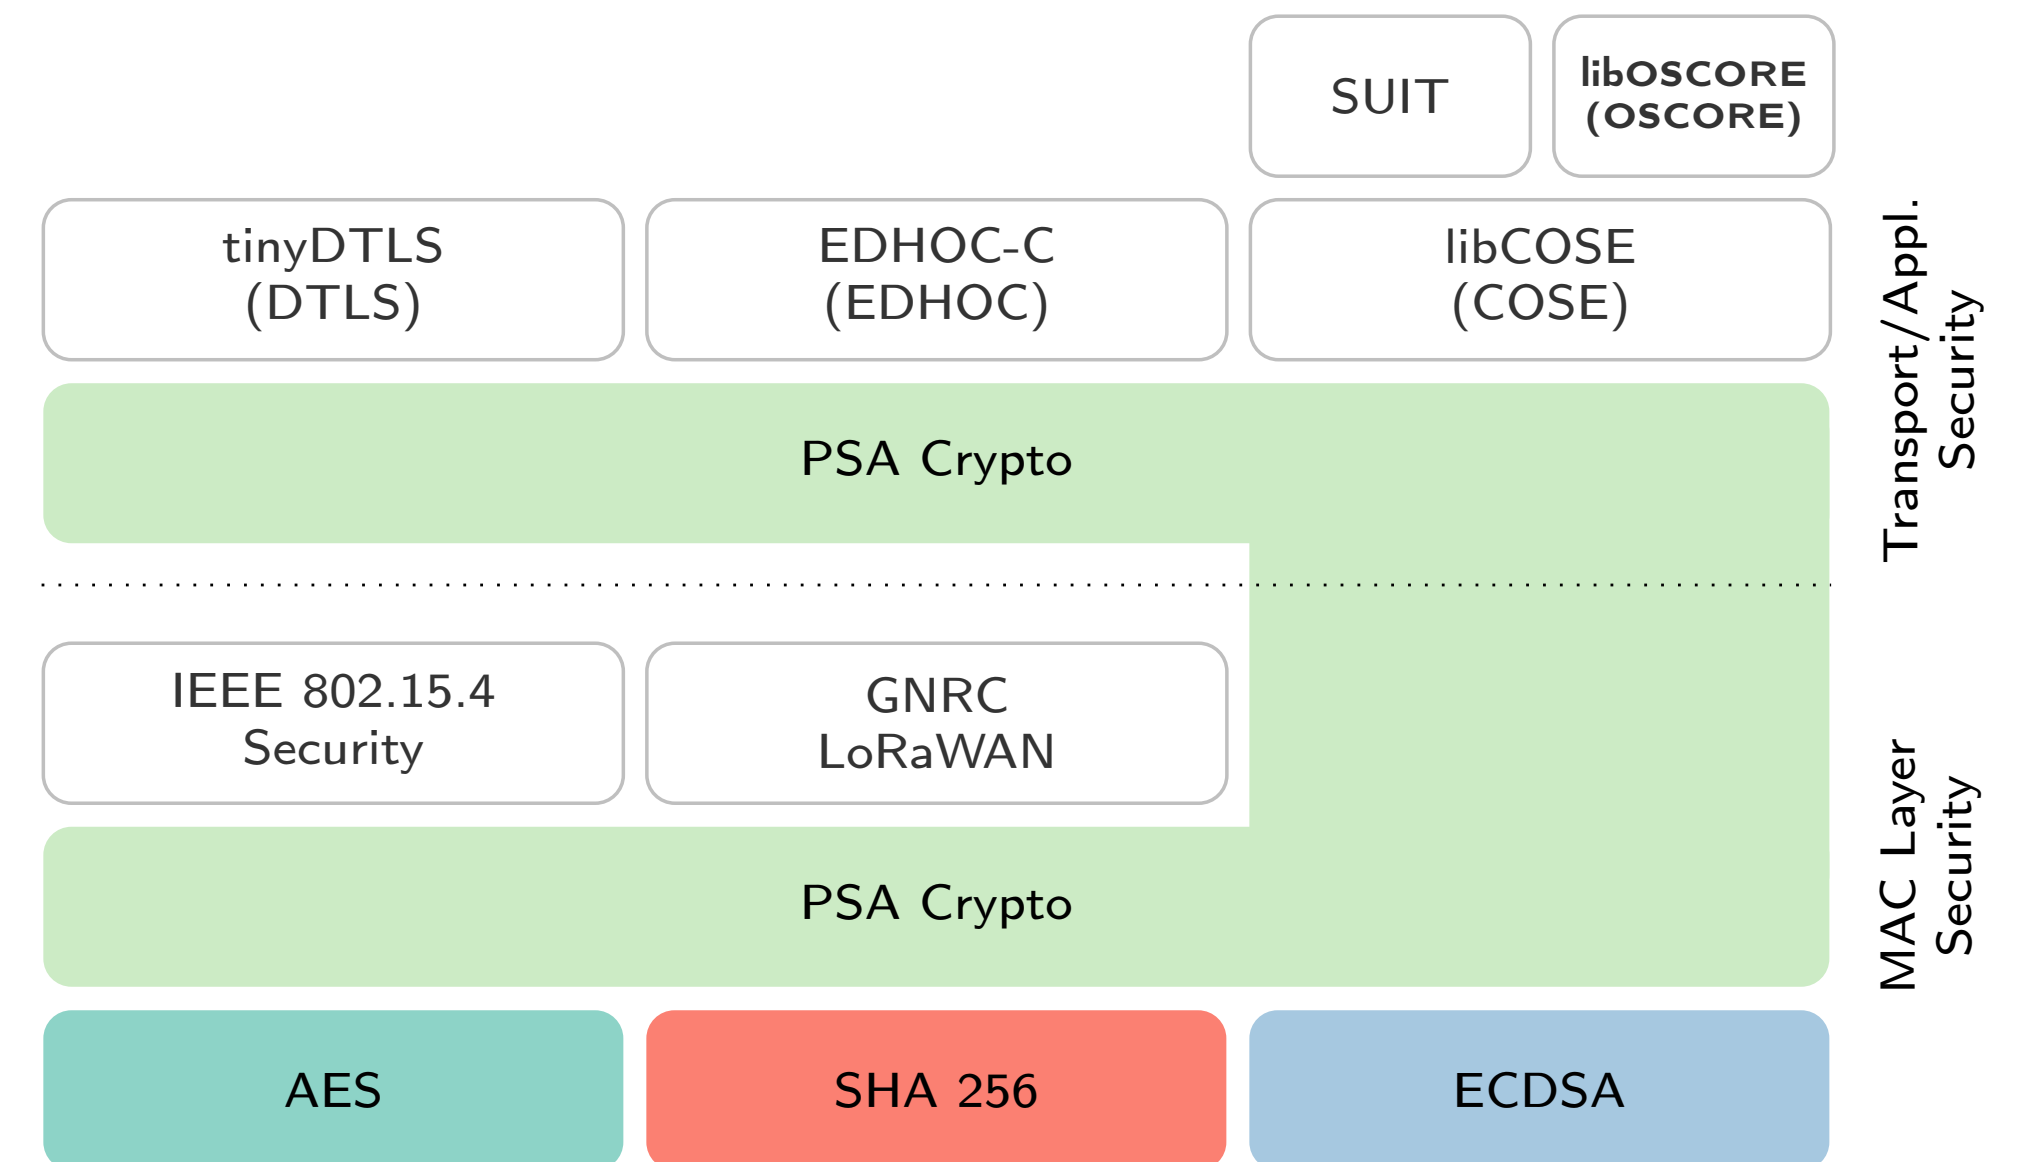 SUIT
libOSCORE
(OSCORE)
tinyDTLS
(DTLS)
EDHOC-C
(EDHOC)
libCOSE
(COSE)
Transport/Appl.
Security
PSA Crypto
IEEE 802.15.4
Security
GNRC
LoRaWAN
MAC Layer
Security
PSA Crypto
AES
SHA 256
ECDSA